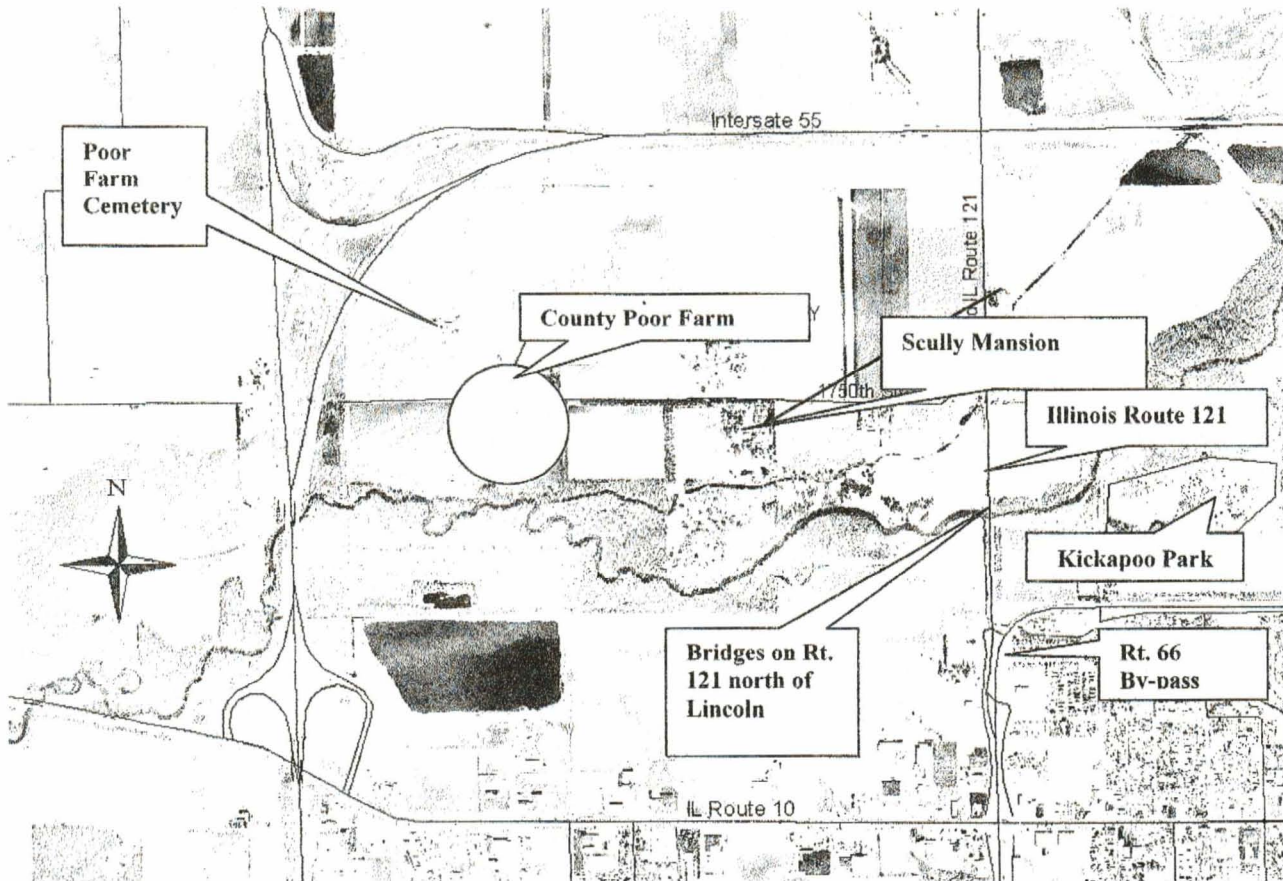 Intersate 55
Poor
Farm
Cemetery
IL Route 121
County Poor Farm
Y
Scully Mansion
1750th
Illinois Route 121
N
Kickapoo Park
Bridges on Rt.
121 north of
Lincoln
Rt. 66
By-pass
IL Route 10